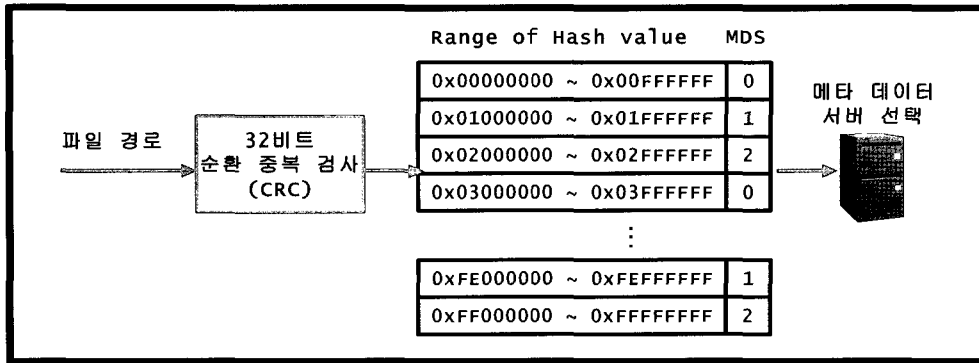 Range of Hash value MDS
0x00000000 ~ 0x00FFFFFF 0
0x01000000 ~ 0x01FFFFFF 1
0x02000000 ~ 0x02FFFFFF 2
0x03000000 ~ 0x03FFFFFF 0
⋮
0xFE000000 ~ 0xFEFFFFFF 1
0xFF000000 ~ 0xFFFFFFFF 2
파일 경로
32비트
순환 중복 검사
(CRC)
메타 데이터
서버 선택